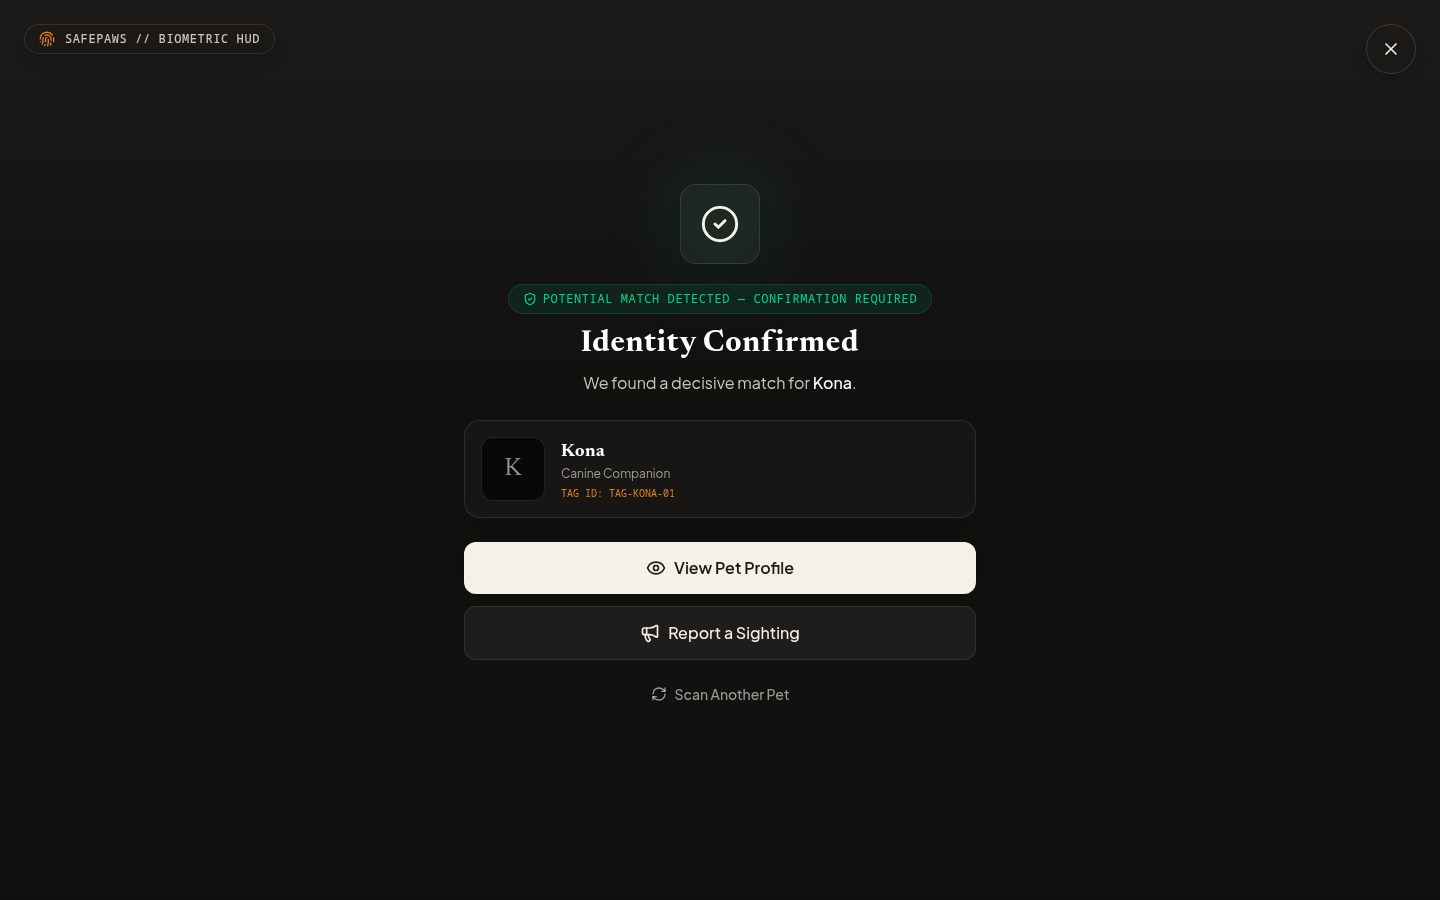 SAFEPAWS // BIOMETRIC HUD
POTENTIAL MATCH DETECTED — CONFIRMATION REQUIRED
Identity Confirmed
We found a decisive match for Kona.
K
Kona
Canine Companion
TAG ID: TAG-KONA-01
View Pet Profile
Report a Sighting
Scan Another Pet